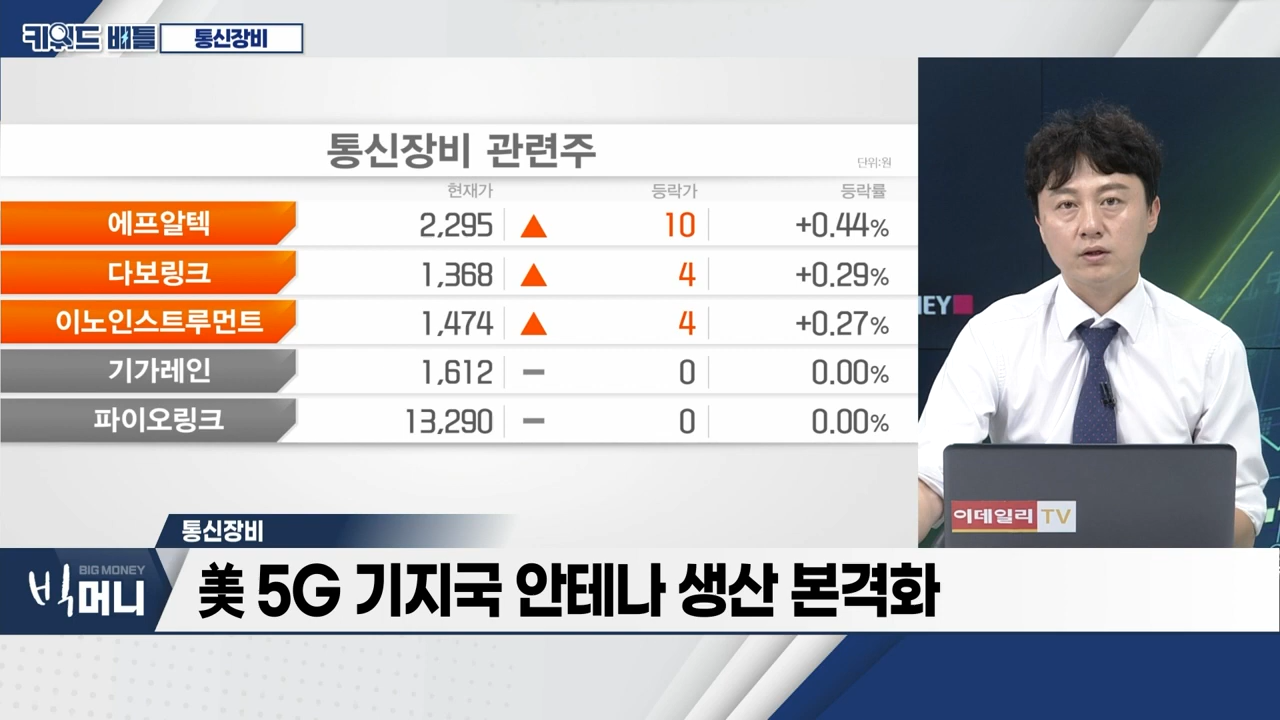 키워드 배틀 통신장비
통신장비 관련주
단위:원
현재가 등락가 등락률
에프알텍 2,295 ▲ 10 +0.44%
다보링크 1,368 ▲ 4 +0.29%
이노인스트루먼트 1,474 ▲ 4 +0.27%
기가레인 1,612 − 0 0.00%
파이오링크 13,290 − 0 0.00%
NEY
이데일리 TV
통신장비
BIG MONEY
빅머니
美 5G 기지국 안테나 생산 본격화